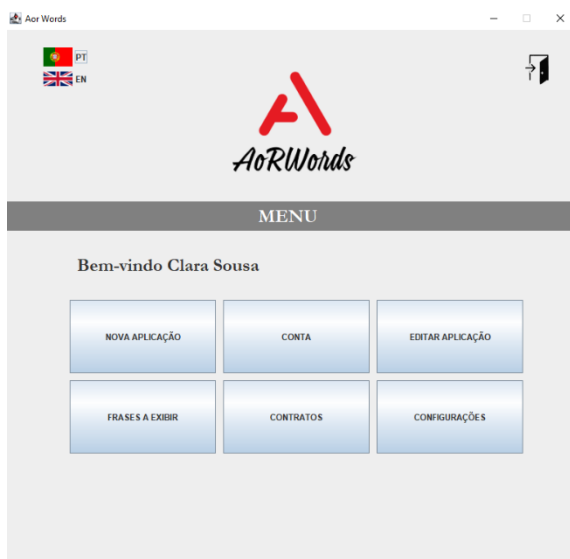 Aor Words
PT
EN
AoRWords
MENU
Bem-vindo Clara Sousa
NOVA APLICAÇÃO
CONTA
EDITAR APLICAÇÃO
FRASES A EXIBIR
CONTRATOS
CONFIGURAÇÕES